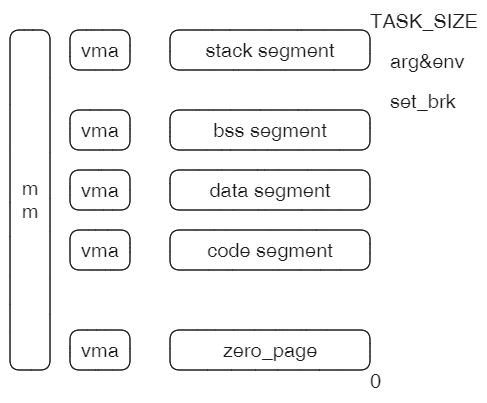 TASK_SIZE
vma
stack segment
arg&env
set_brk
vma
bss segment
m
m
vma
data segment
vma
code segment
vma
zero_page
0